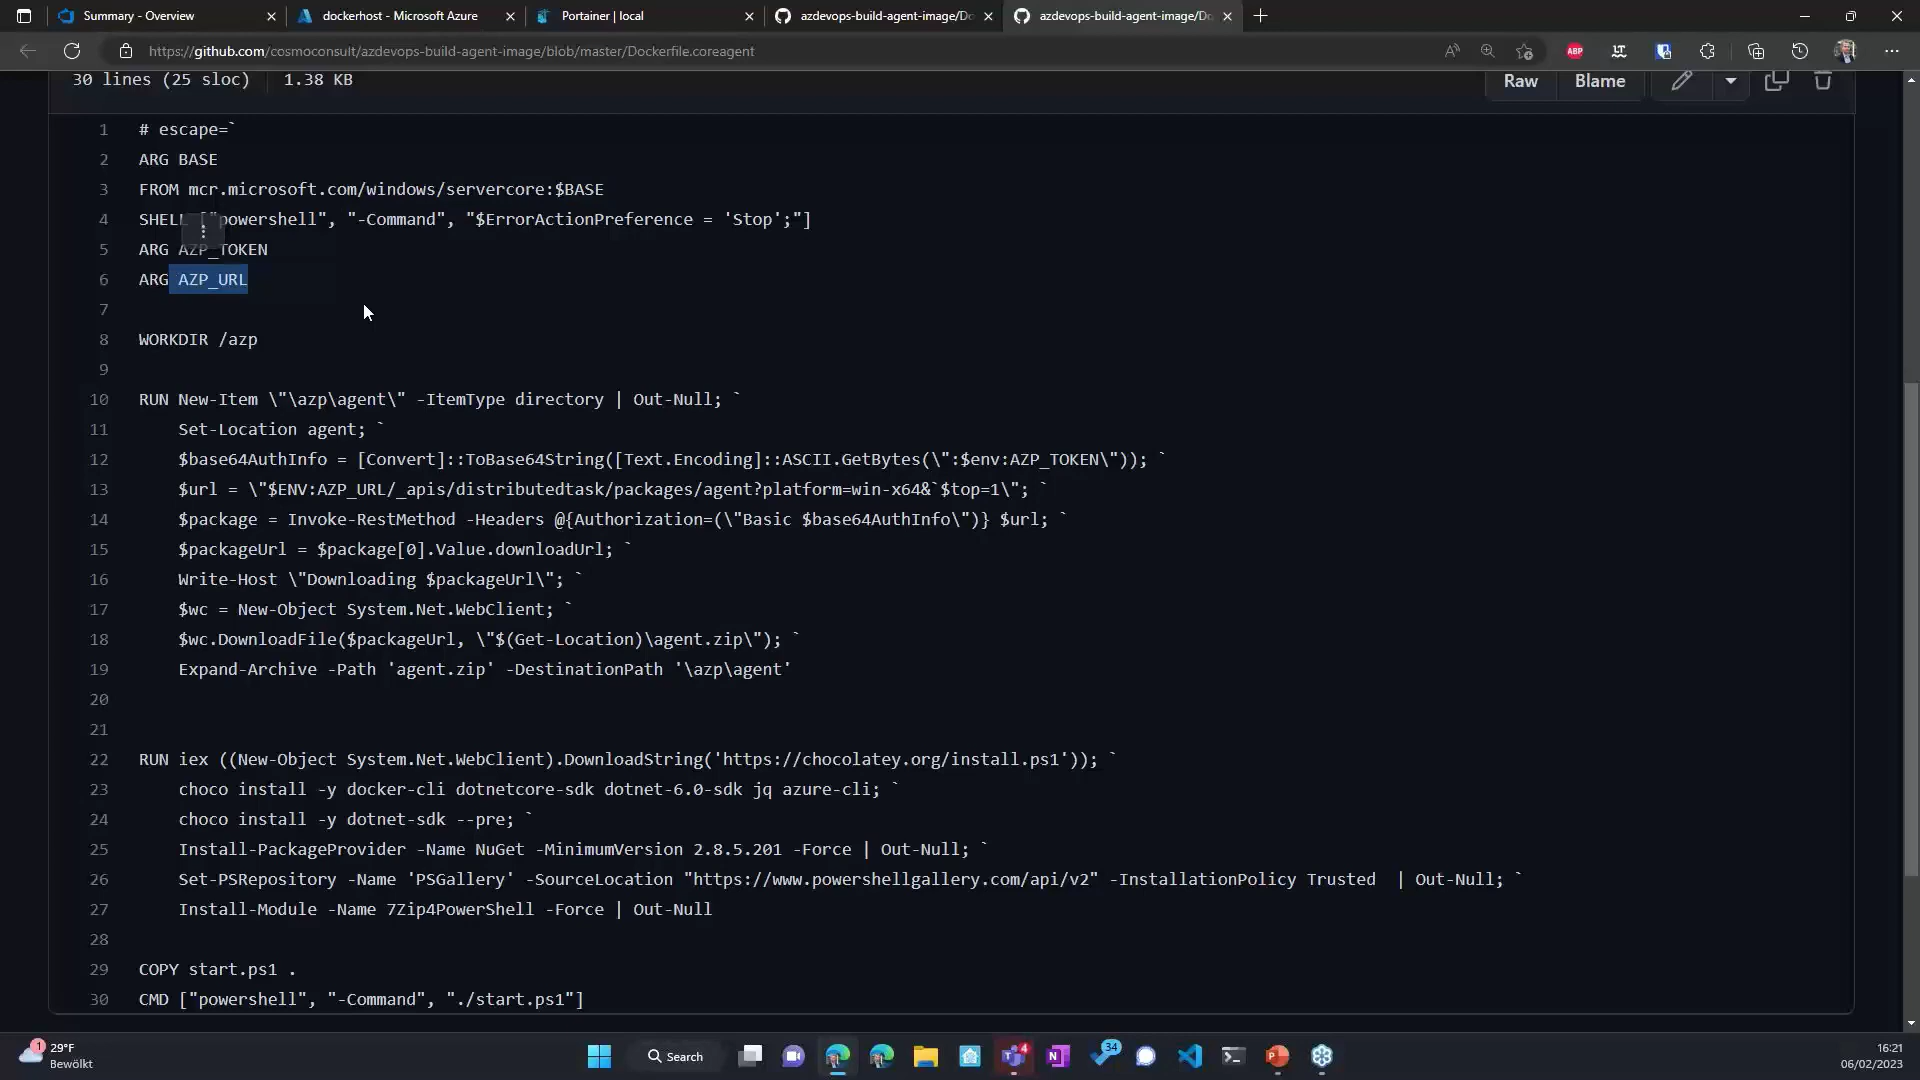 Summary - Overview
dockerhost - Microsoft Azure
Portainer | local
azdevops-build-agent-image/Do
azdevops-build-agent-image/Do
https://github.com/cosmoconsult/azdevops-build-agent-image/blob/master/Dockerfile.coreagent
ABP
30 lines (25 sloc) 1.38 KB
Raw
Blame
1 # escape=`
2 ARG BASE
3 FROM mcr.microsoft.com/windows/servercore:$BASE
4 SHELL ["powershell", "-Command", "$ErrorActionPreference = 'Stop';"]
5 ARG AZP_TOKEN
6 ARG AZP_URL
7
8 WORKDIR /azp
9
10 RUN New-Item \"\azp\agent\" -ItemType directory | Out-Null; `
11 Set-Location agent; `
12 $base64AuthInfo = [Convert]::ToBase64String([Text.Encoding]::ASCII.GetBytes(\":$env:AZP_TOKEN\")); `
13 $url = \"$ENV:AZP_URL/_apis/distributedtask/packages/agent?platform=win-x64&`$top=1\"; `
14 $package = Invoke-RestMethod -Headers @{Authorization=(\"Basic $base64AuthInfo\")} $url; `
15 $packageUrl = $package[0].Value.downloadUrl; `
16 Write-Host \"Downloading $packageUrl\"; `
17 $wc = New-Object System.Net.WebClient; `
18 $wc.DownloadFile($packageUrl, \"$(Get-Location)\agent.zip\"); `
19 Expand-Archive -Path 'agent.zip' -DestinationPath '\azp\agent'
20
21
22 RUN iex ((New-Object System.Net.WebClient).DownloadString('https://chocolatey.org/install.ps1')); `
23 choco install -y docker-cli dotnetcore-sdk dotnet-6.0-sdk jq azure-cli; `
24 choco install -y dotnet-sdk --pre; `
25 Install-PackageProvider -Name NuGet -MinimumVersion 2.8.5.201 -Force | Out-Null; `
26 Set-PSRepository -Name 'PSGallery' -SourceLocation "https://www.powershellgallery.com/api/v2" -InstallationPolicy Trusted | Out-Null; `
27 Install-Module -Name 7Zip4PowerShell -Force | Out-Null
28
29 COPY start.ps1 .
30 CMD ["powershell", "-Command", "./start.ps1"]
1
29°F
Bewölkt
Search
4
34
16:21
06/02/2023